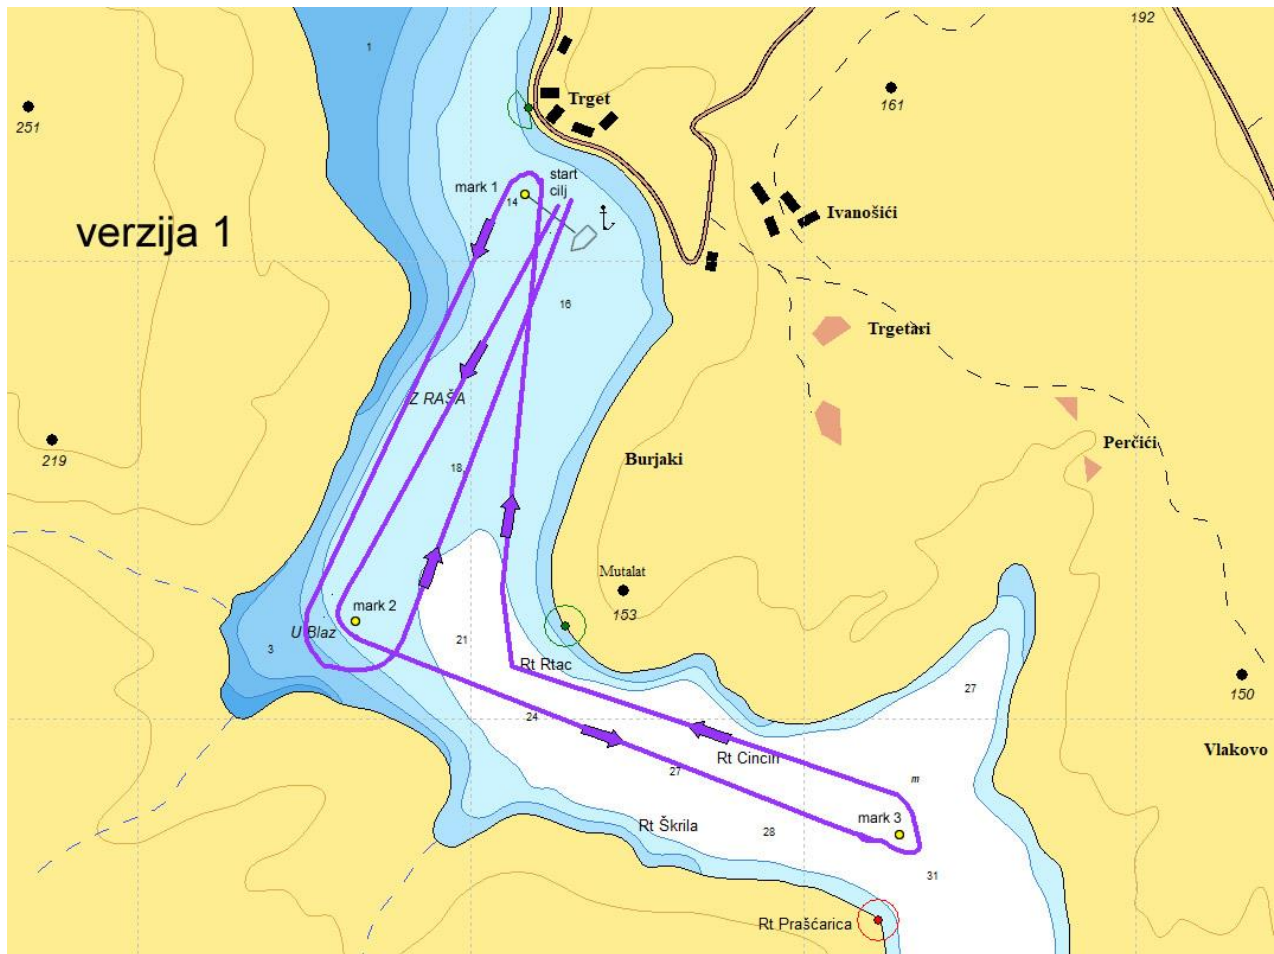 192
1
Trget
161
251
start
mark 1
cilj
14
Ivanošići
verzija 1
16
Trgetari
Z RAŠA
Perčići
219
Burjaki
18
Mutalat
153
mark 2
U Blaz
21
3
Rt Rtac
27
150
24
Vlakovo
Rt Cincin
27
m
mark 3
Rt Škrila
28
31
Rt Prašćarica